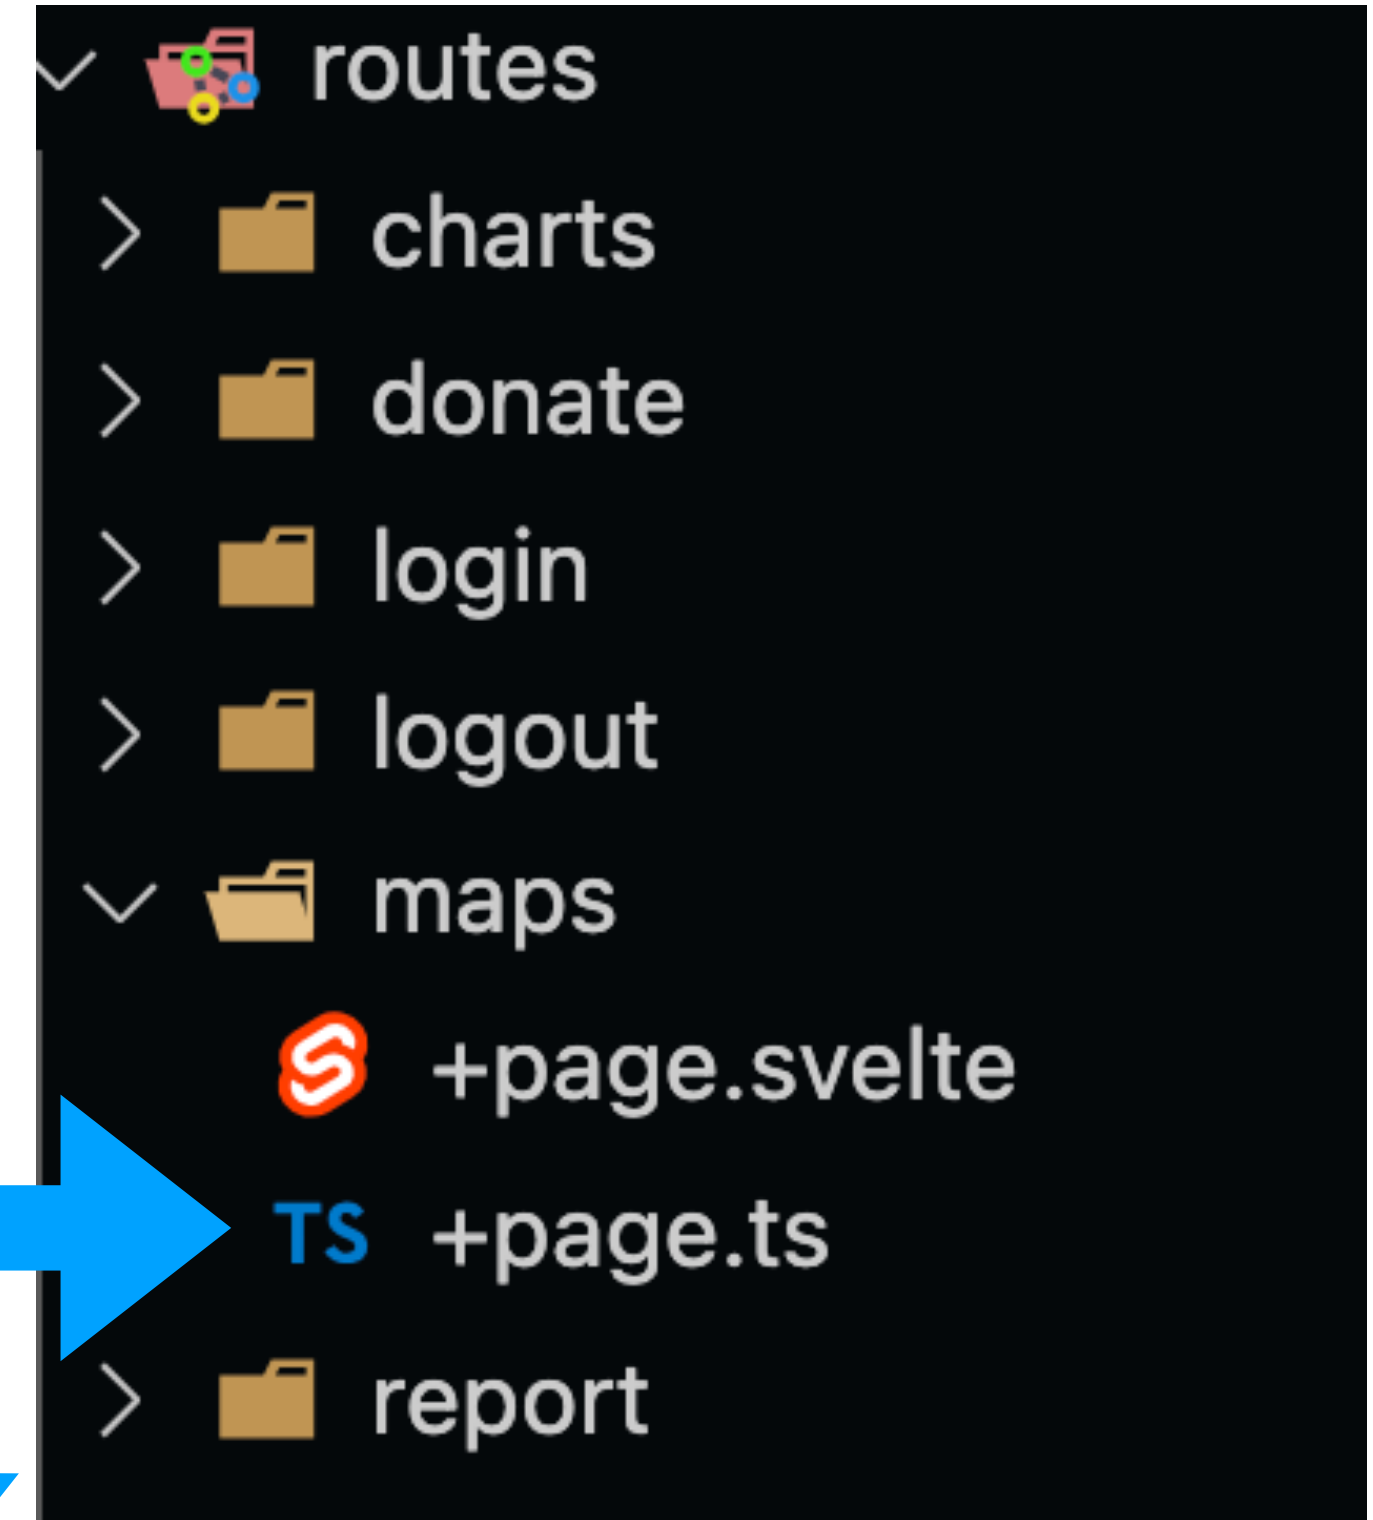 routes
charts
donate
login
logout
maps
+page.svelte
TS +page.ts
report